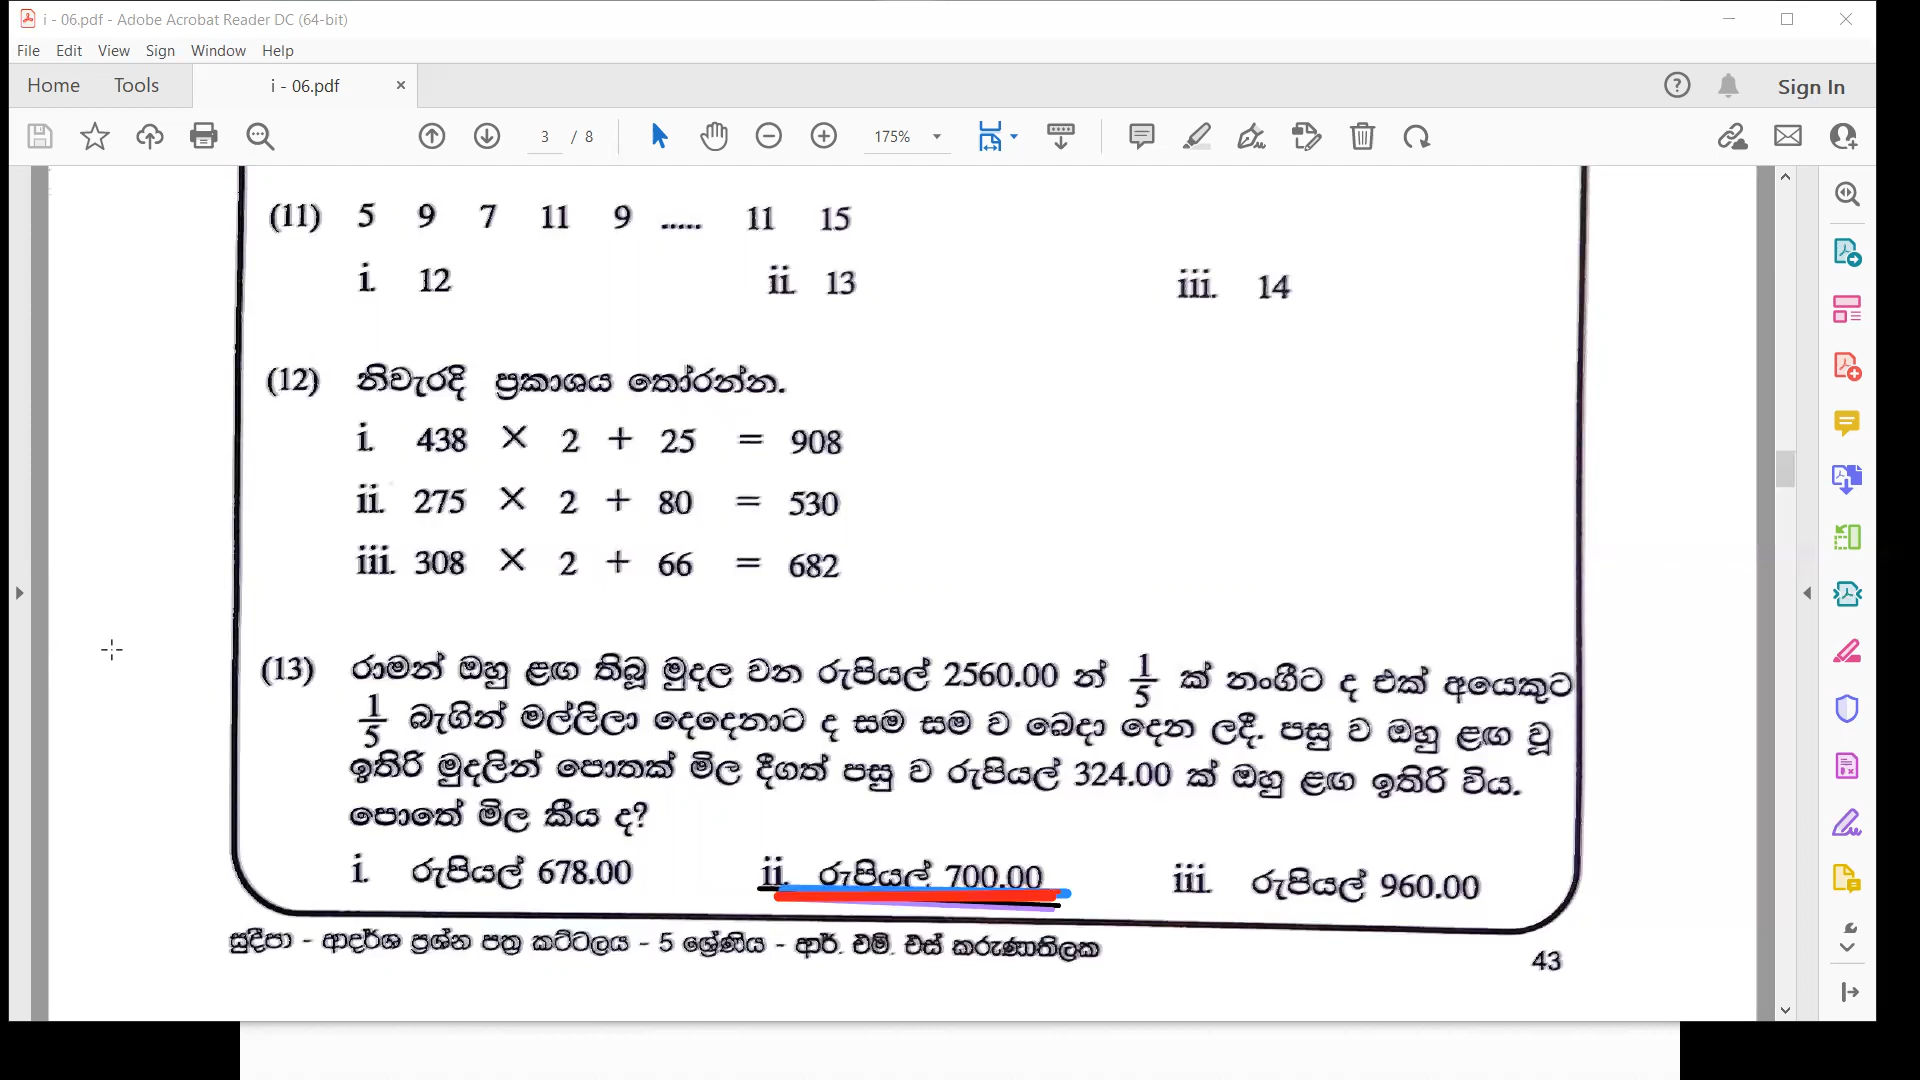 i - 06.pdf - Adobe Acrobat Reader DC (64-bit)
File Edit View Sign Window Help
Home Tools i - 06.pdf × Sign In
3 / 8 175%
(11) 5 9 7 11 9 ..... 11 15
i. 12 ii. 13 iii. 14
(12) නිවැරදි ප්‍රකාශය තෝරන්න.
i. 438 × 2 + 25 = 908
ii. 275 × 2 + 80 = 530
iii. 308 × 2 + 66 = 682
(13) රාමන් ඔහු ළඟ තිබූ මුදල වන රුපියල් 2560.00 න් 1/5 ක් නංගීට ද එක් අයෙකුට
1/5 බැගින් මල්ලිලා දෙදෙනාට ද සම සම ව බෙදා දෙන ලදී. පසු ව ඔහු ළඟ වූ
ඉතිරි මුදලින් පොතක් මිල දීගත් පසු ව රුපියල් 324.00 ක් ඔහු ළඟ ඉතිරි විය.
පොතේ මිල කීය ද?
i. රුපියල් 678.00 ii. රුපියල් 700.00 iii. රුපියල් 960.00
සුදීපා - ආදර්ශ ප්‍රශ්න පත්‍ර කට්ටලය - 5 ශ්‍රේණිය - ආර්. එම්. එස් කරුණාතිලක
43